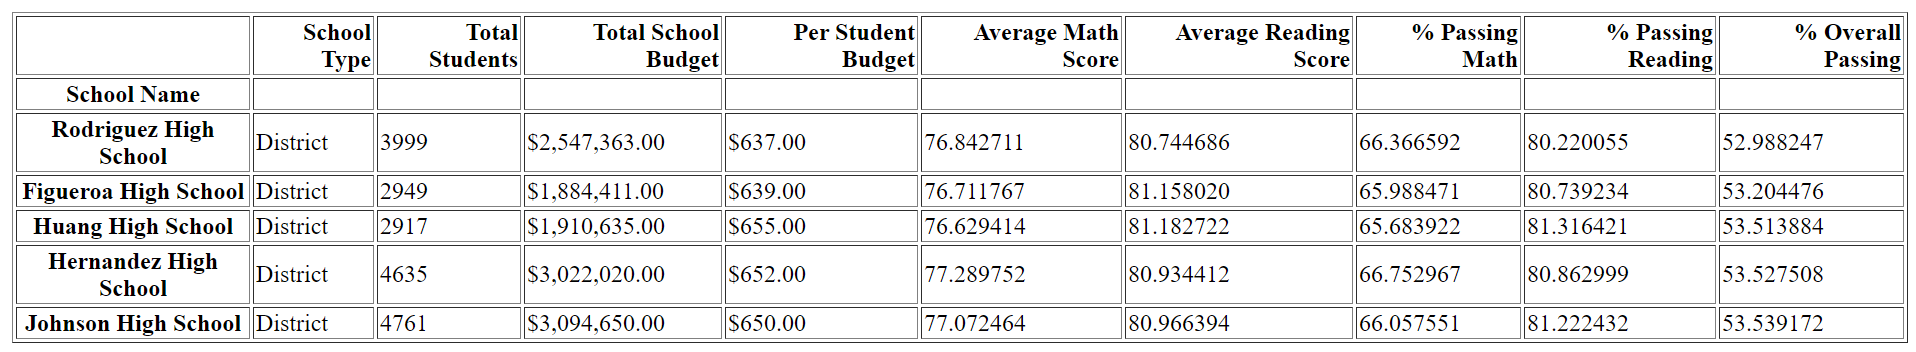 School Type Total Students Total School Budget Per Student Budget Average Math Score Average Reading Score % Passing Math % Passing Reading % Overall Passing
School Name
Rodriguez High School District 3999 $2,547,363.00 $637.00 76.842711 80.744686 66.366592 80.220055 52.988247
Figueroa High School District 2949 $1,884,411.00 $639.00 76.711767 81.158020 65.988471 80.739234 53.204476
Huang High School District 2917 $1,910,635.00 $655.00 76.629414 81.182722 65.683922 81.316421 53.513884
Hernandez High School District 4635 $3,022,020.00 $652.00 77.289752 80.934412 66.752967 80.862999 53.527508
Johnson High School District 4761 $3,094,650.00 $650.00 77.072464 80.966394 66.057551 81.222432 53.539172